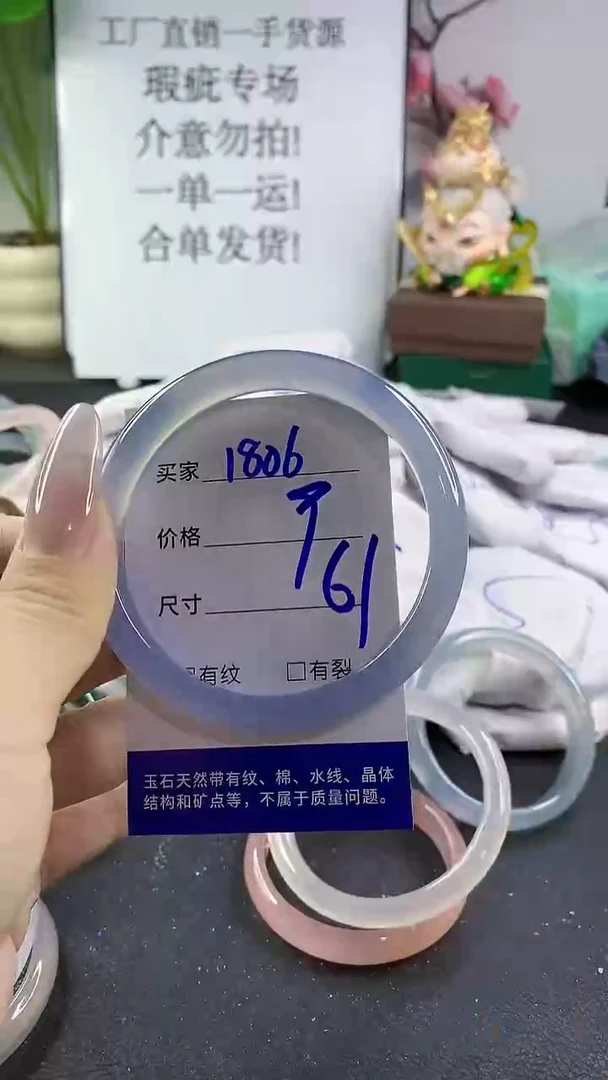 工厂直销一手货源
瑕疵专场
介意勿拍!
一单一运!
合单发货!
买家 1806
价格
尺寸 61
有纹 □有裂
玉石天然带有纹、棉、水线、晶体
结构和矿点等，不属于质量问题。